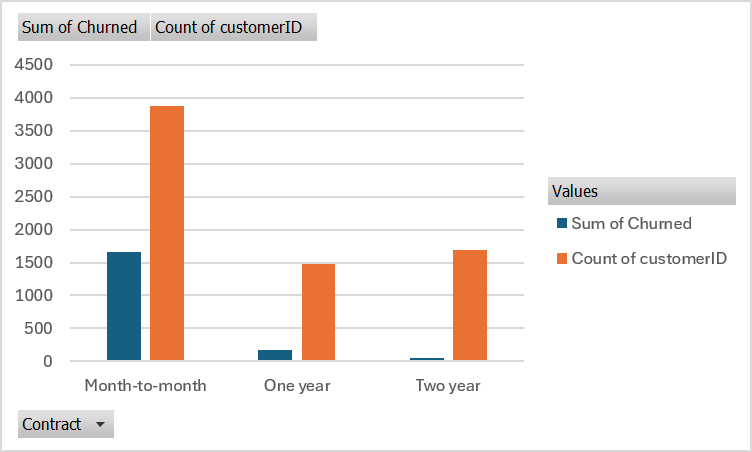 Sum of Churned Count of customerID
4500
4000
3500
3000
2500
2000
1500
1000
500
0
Month-to-month One year Two year
Values
Sum of Churned
Count of customerID
Contract